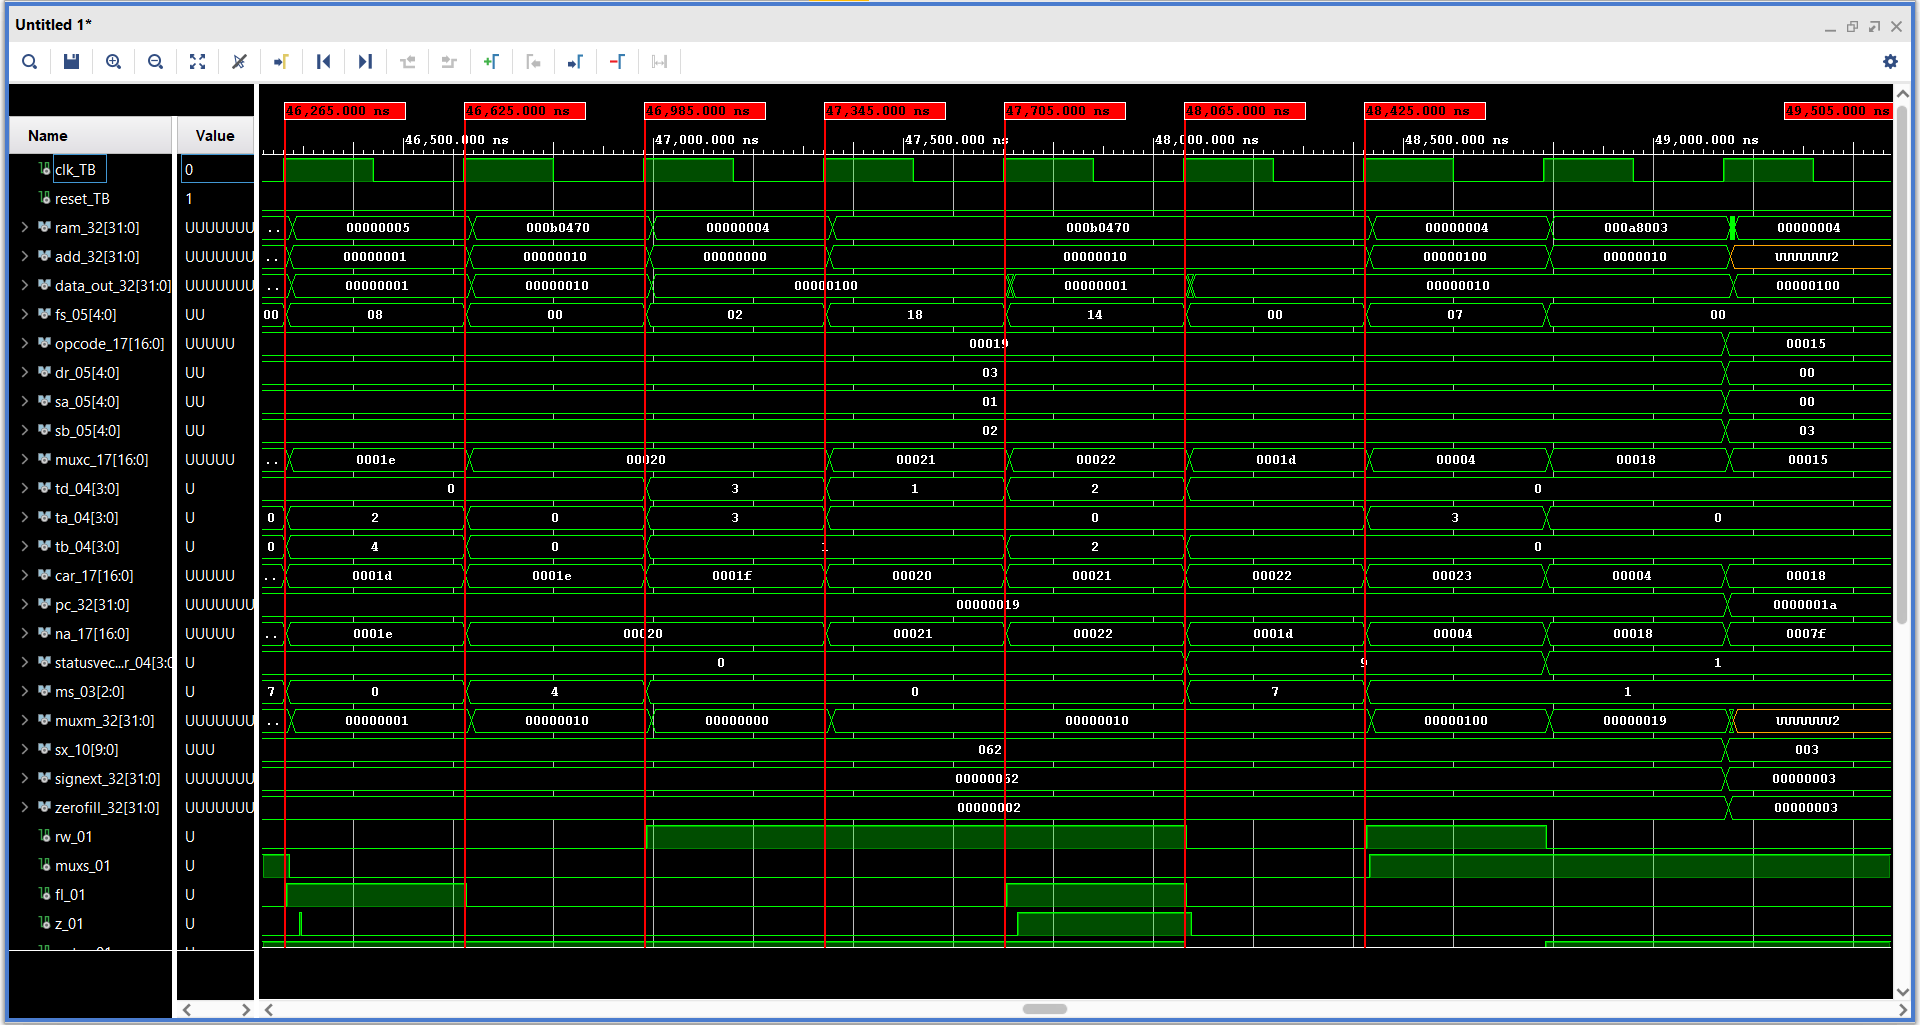 Untitled 1*
46,265.000 ns 46,625.000 ns 46,985.000 ns 47,345.000 ns 47,705.000 ns 48,065.000 ns 48,425.000 ns 49,505.000 ns
Name Value
46,500.000 ns 47,000.000 ns 47,500.000 ns 48,000.000 ns 48,500.000 ns 49,000.000 ns
clk_TB 0
reset_TB 1
ram_32[31:0] UUUUUUU .. 00000005 000b0470 00000004 000b0470 00000004 000a8003 00000004
add_32[31:0] UUUUUUU .. 00000001 00000010 00000000 00000010 00000100 00000010 UUUUUUU2
data_out_32[31:0] UUUUUUU .. 00000001 00000010 00000100 00000001 00000010 00000100
fs_05[4:0] UU 00 08 00 02 18 14 00 07 00
opcode_17[16:0] UUUUU 00019 00015
dr_05[4:0] UU 03 00
sa_05[4:0] UU 01 00
sb_05[4:0] UU 02 03
muxc_17[16:0] UUUUU .. 0001e 00020 00021 00022 0001d 00004 00018 00015
td_04[3:0] U 0 3 1 2 0
ta_04[3:0] U 0 2 0 3 0 3 0
tb_04[3:0] U 0 4 0 1 2 0
car_17[16:0] UUUUU .. 0001d 0001e 0001f 00020 00021 00022 00023 00004 00018
pc_32[31:0] UUUUUUU 00000019 0000001a
na_17[16:0] UUUUU .. 0001e 00020 00021 00022 0001d 00004 00018 0007f
statusvec...r_04[3:0 U 0 9 1
ms_03[2:0] U 7 0 4 0 7 1
muxm_32[31:0] UUUUUUU .. 00000001 00000010 00000000 00000010 00000100 00000019 UUUUUUU2
sx_10[9:0] UUU 062 003
signext_32[31:0] UUUUUUU 00000062 00000003
zerofill_32[31:0] UUUUUUU 00000002 00000003
rw_01 U
muxs_01 U
fl_01 U
z_01 U